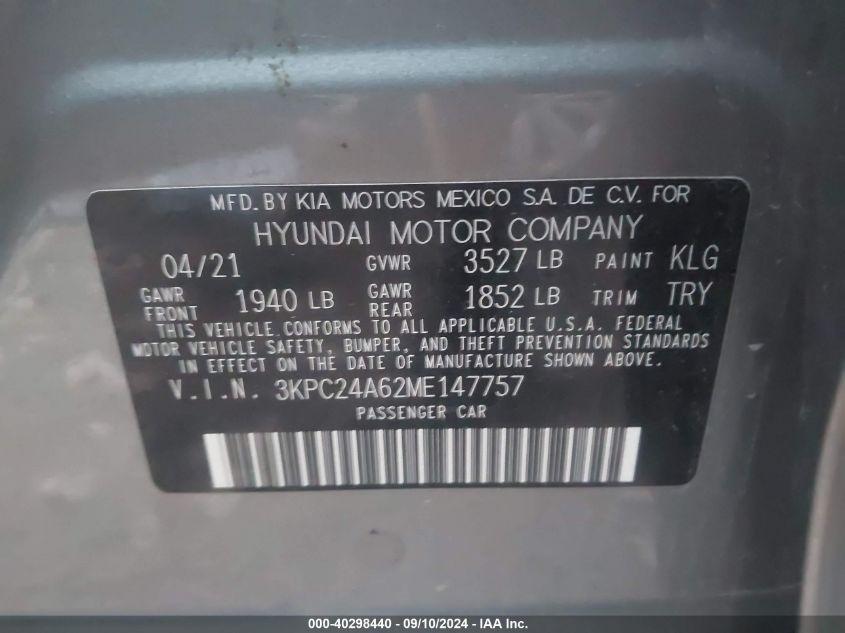 MFD. BY KIA MOTORS MEXICO S.A. DE C.V. FOR
HYUNDAI MOTOR COMPANY
04/21 GVWR 3527 LB PAINT KLG
GAWR FRONT 1940 LB GAWR REAR 1852 LB TRIM TRY
THIS VEHICLE CONFORMS TO ALL APPLICABLE U.S.A. FEDERAL
MOTOR VEHICLE SAFETY, BUMPER, AND THEFT PREVENTION STANDARDS
IN EFFECT ON THE DATE OF MANUFACTURE SHOWN ABOVE.
V.I.N. 3KPC24A62ME147757
PASSENGER CAR
000-40298440 - 09/10/2024 - IAA Inc.